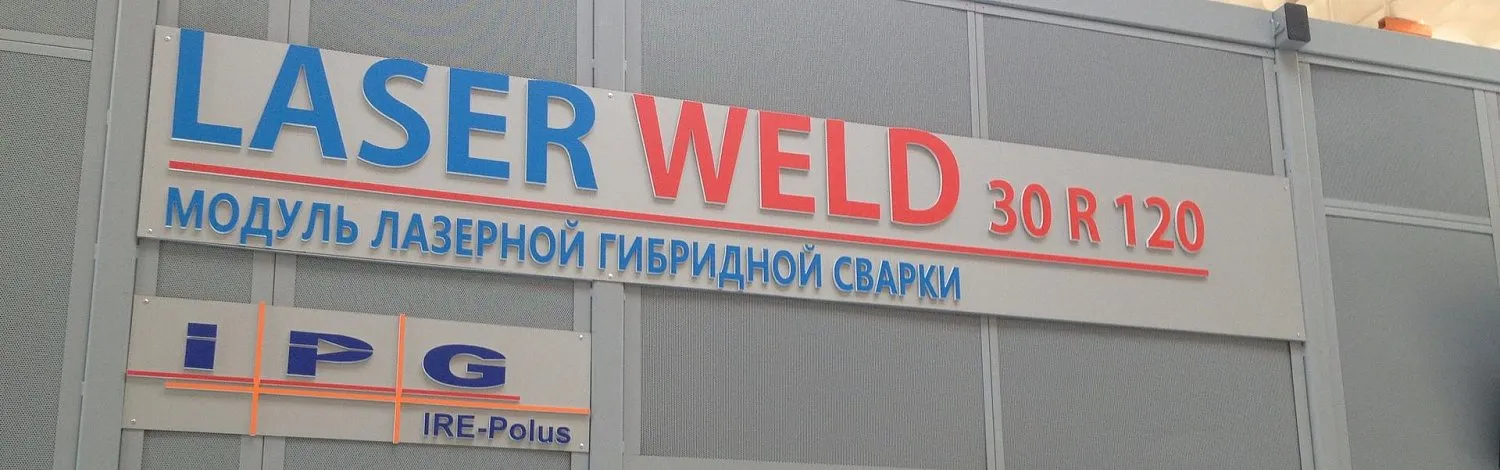 LASER WELD 30 R 120
МОДУЛЬ ЛАЗЕРНОЙ ГИБРИДНОЙ СВАРКИ
IPG
IRE-Polus